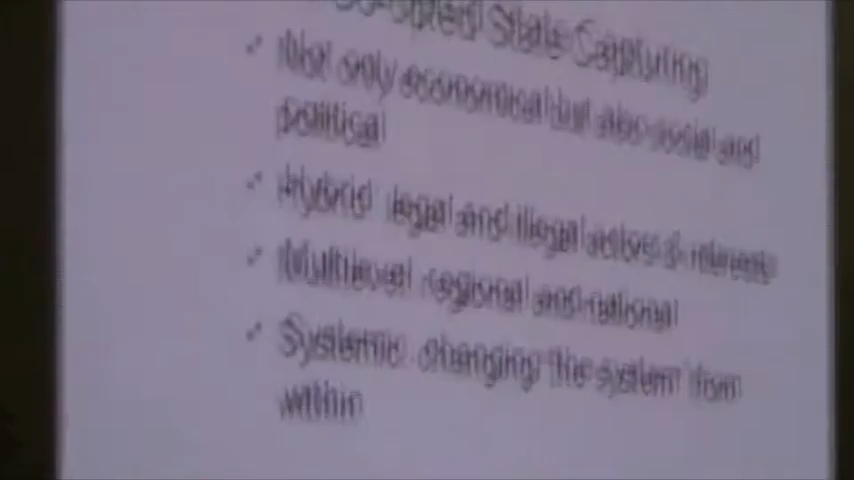 State Capturing
Not only economical but also social and
political
Hybrid legal and illegal actors & interests
Multilevel regional and national
Systemic: changing the system from
within